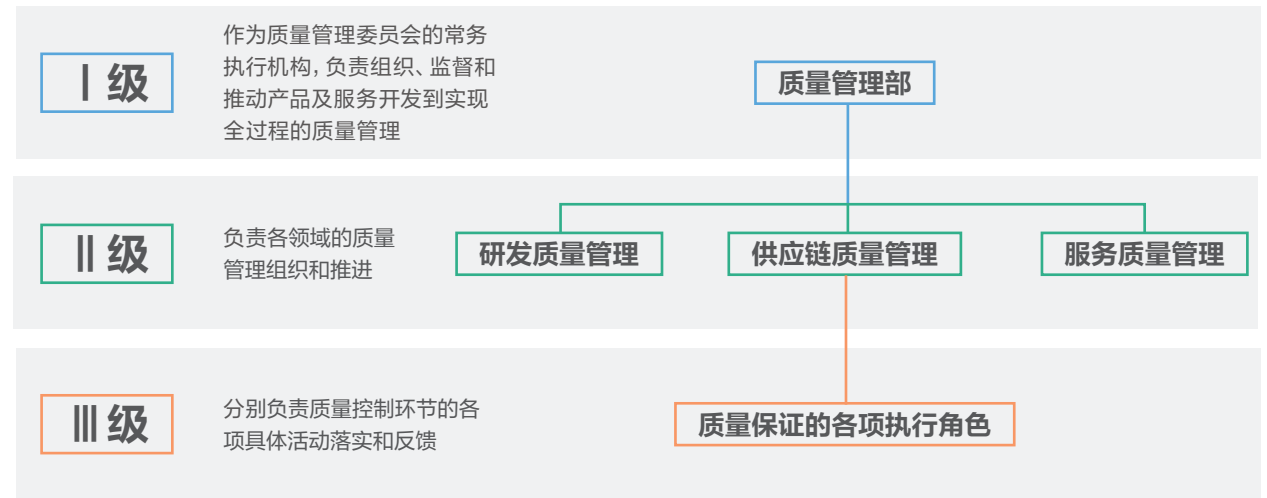 Ⅰ级
作为质量管理委员会的常务
执行机构，负责组织、监督和
推动产品及服务开发到实现
全过程的质量管理
质量管理部
Ⅱ级
负责各领域的质量
管理组织和推进
研发质量管理
供应链质量管理
服务质量管理
Ⅲ级
分别负责质量控制环节的各
项具体活动落实和反馈
质量保证的各项执行角色